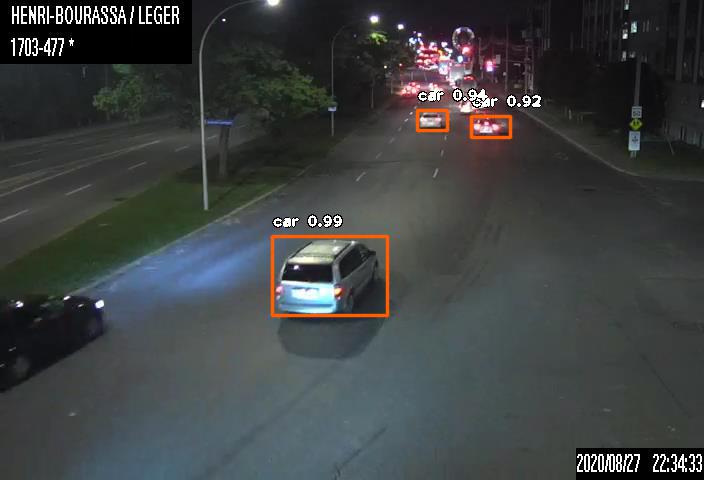 HENRI-BOURASSA / LEGER
1703-477 *
car 0.94
car 0.92
car 0.99
2020/08/27 22:34:33